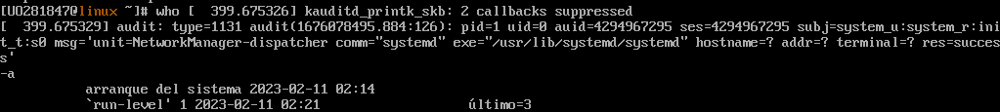 [UO281847@linux ~]# who [  399.675326] kauditd_printk_skb: 2 callbacks suppressed
[  399.675329] audit: type=1131 audit(1676078495.884:126): pid=1 uid=0 auid=4294967295 ses=4294967295 subj=system_u:system_r:ini
t_t:s0 msg='unit=NetworkManager-dispatcher comm="systemd" exe="/usr/lib/systemd/systemd" hostname=? addr=? terminal=? res=succes
s'
-a
           arranque del sistema 2023-02-11 02:14
           `run-level' 1 2023-02-11 02:21                   último=3